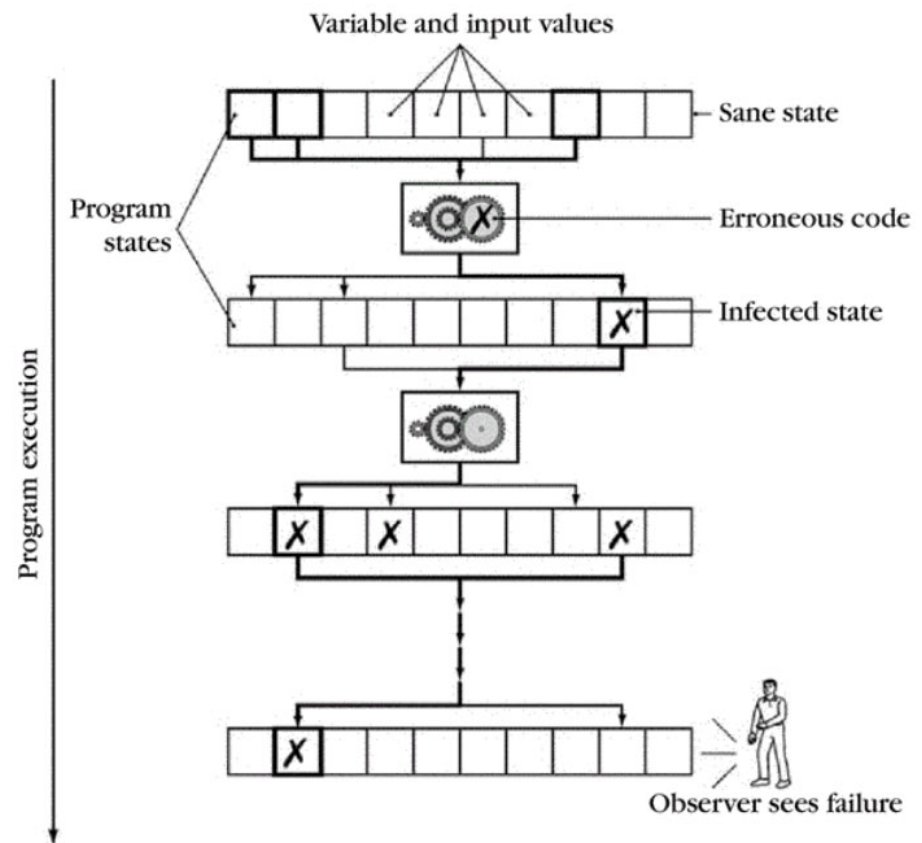 Variable and input values
Sane state
Program
states
Erroneous code
Infected state
Program execution
Observer sees failure